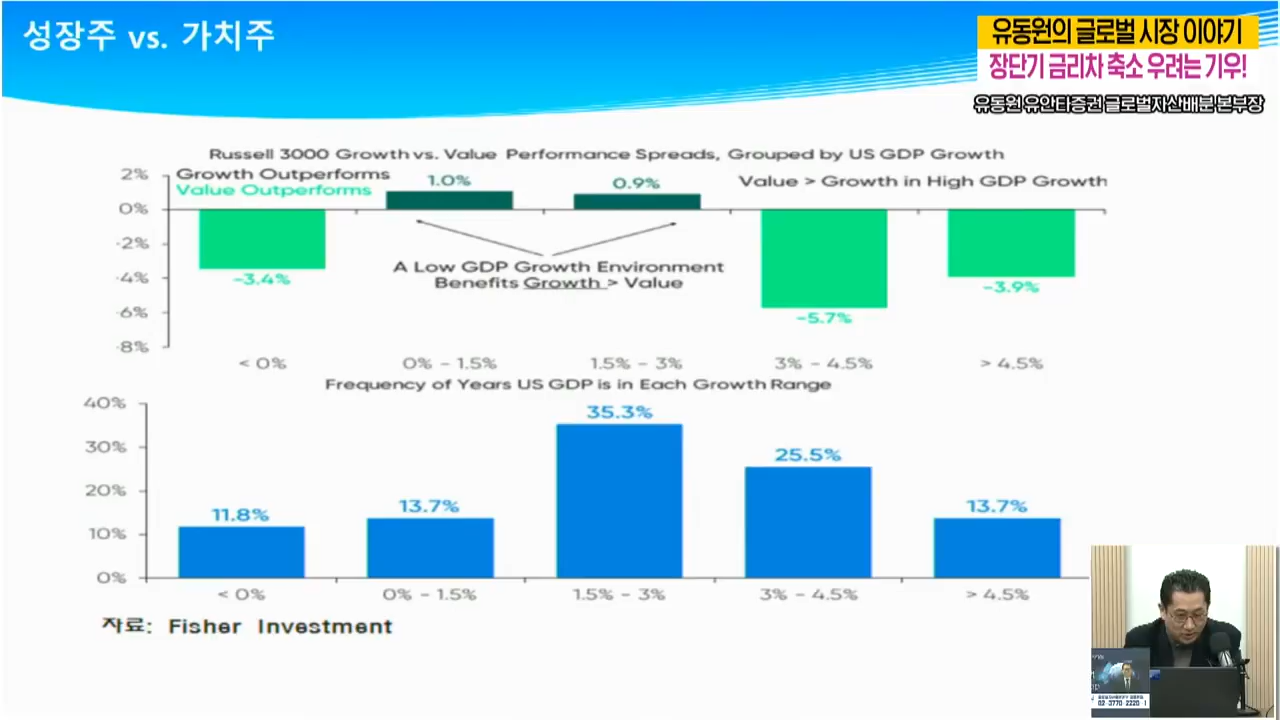 성장주 vs. 가치주
유동원의 글로벌 시장 이야기
장단기 금리차 축소 우려는 기우!
유동원 유안타증권 글로벌자산배분 본부장
Russell 3000 Growth vs. Value Performance Spreads, Grouped by US GDP Growth
Growth Outperforms
Value Outperforms
Value > Growth in High GDP Growth
2%
0%
-2%
-4%
-6%
-8%
-3.4%
1.0%
0.9%
-5.7%
-3.9%
A Low GDP Growth Environment
Benefits Growth > Value
< 0%
0% - 1.5%
1.5% - 3%
3% - 4.5%
> 4.5%
Frequency of Years US GDP is in Each Growth Range
40%
30%
20%
10%
0%
11.8%
13.7%
35.3%
25.5%
13.7%
< 0%
0% - 1.5%
1.5% - 3%
3% - 4.5%
> 4.5%
자료: Fisher Investment
02 3770 2220